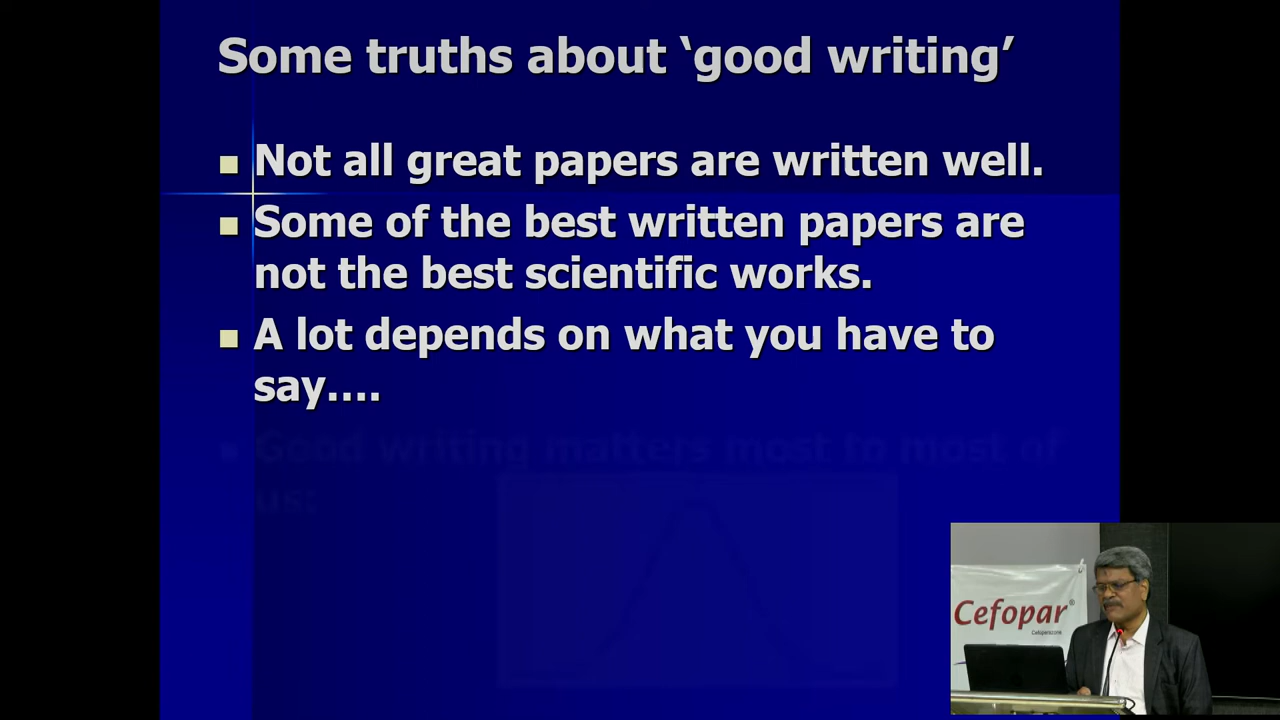 Some truths about ‘good writing’
Not all great papers are written well.
Some of the best written papers are
not the best scientific works.
A lot depends on what you have to
say....
Good writing matters most to most of
us:
Cefopar®
Cefoperazone